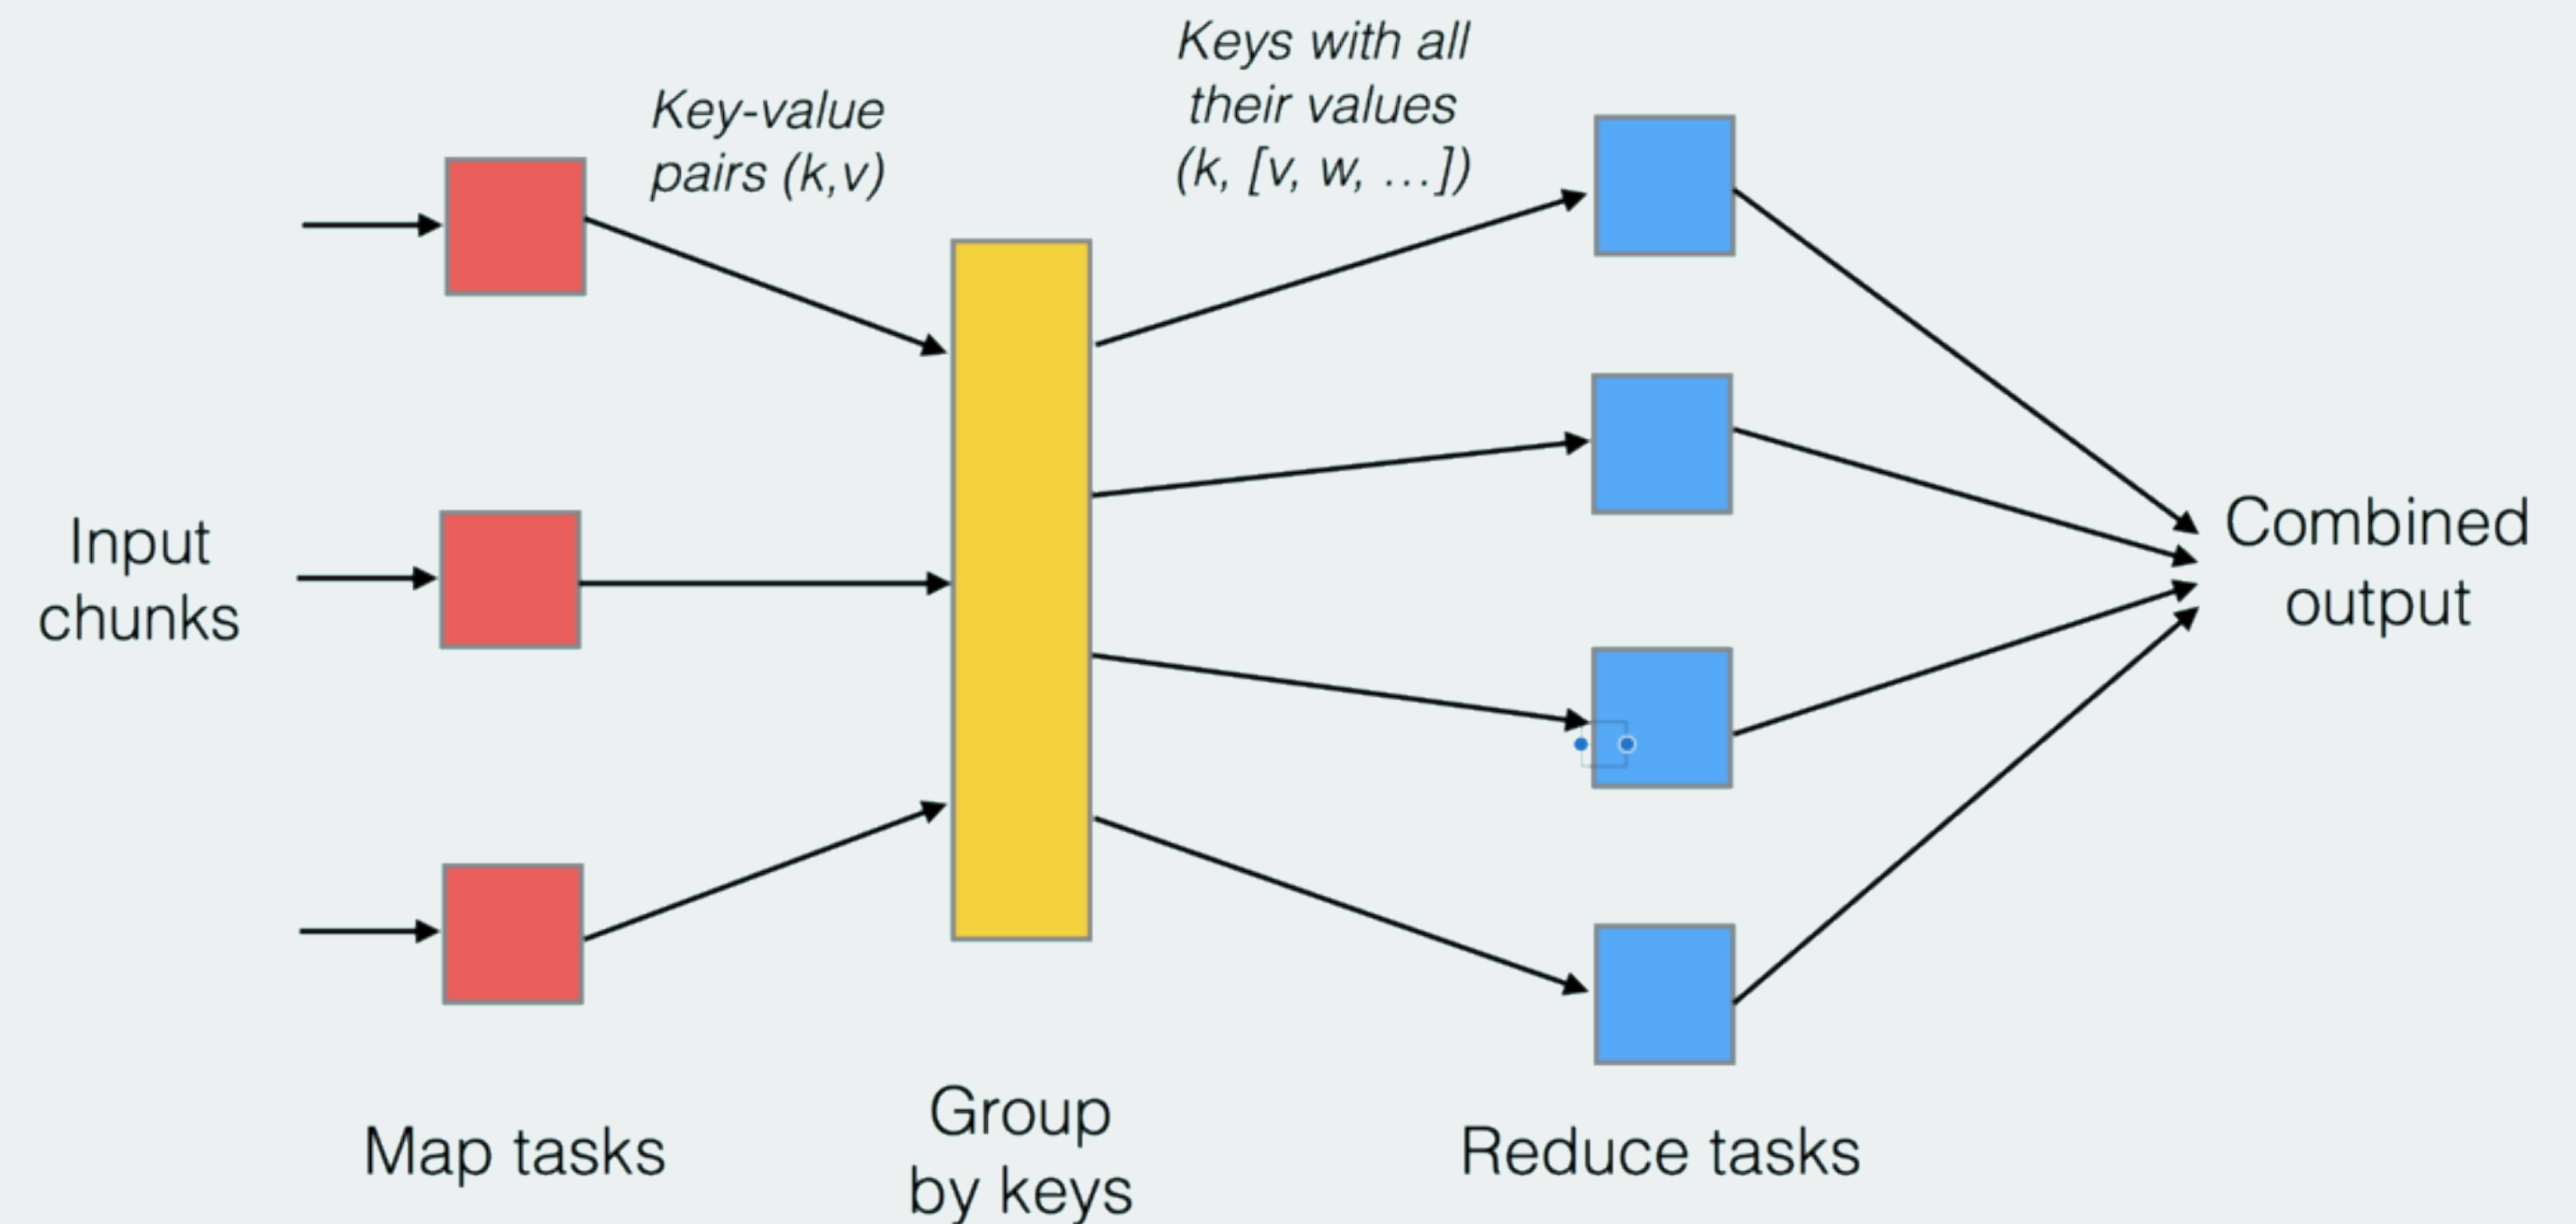 Keys with all
their values
(k, [v, w, …])
Key-value
pairs (k,v)
Input
chunks
Combined
output
Map tasks
Group
by keys
Reduce tasks